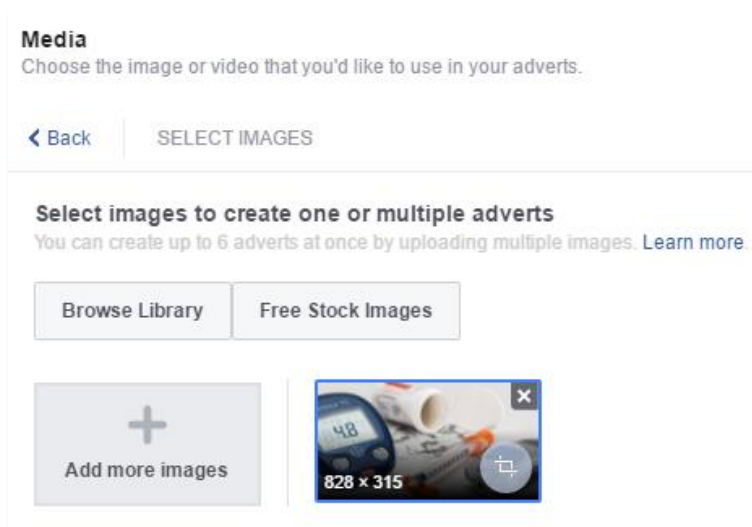 Media
Choose the image or video that you'd like to use in your adverts.
Back
SELECT IMAGES
Select images to create one or multiple adverts
You can create up to 6 adverts at once by uploading multiple images. Learn more.
Browse Library
Free Stock Images
Add more images
4.8
828 × 315